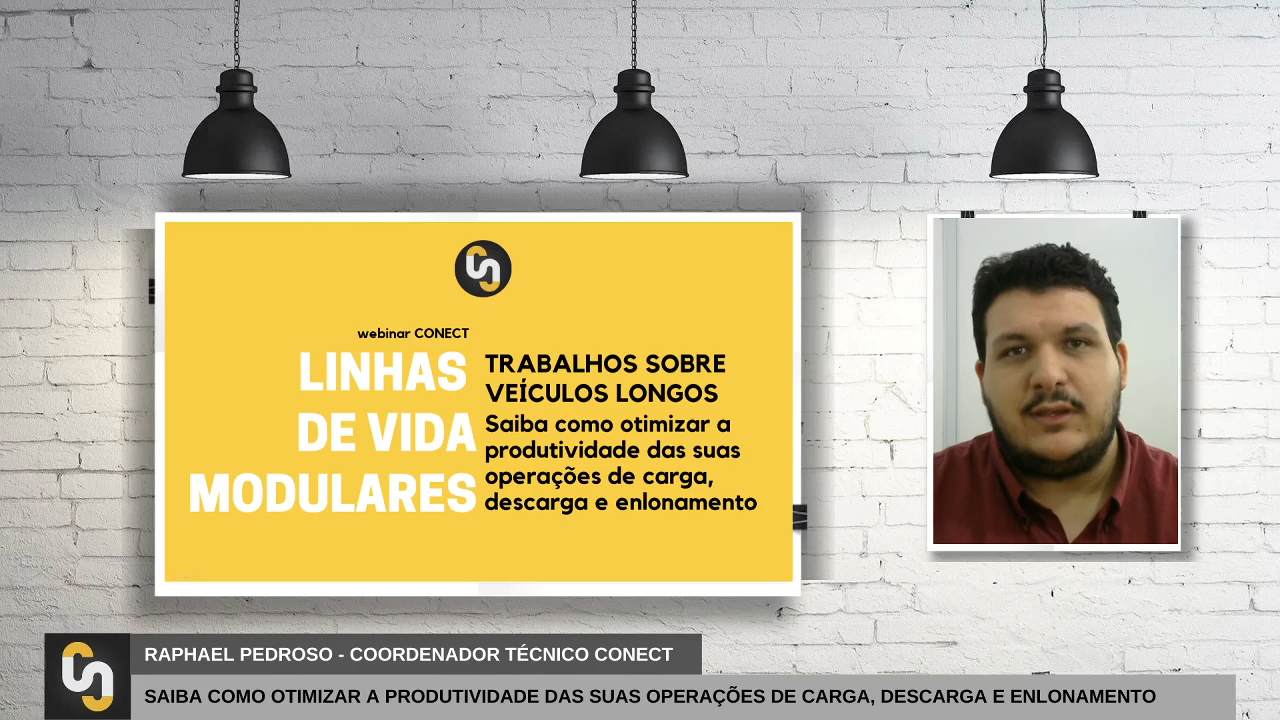 webinar CONECT
LINHAS
DE VIDA
MODULARES
TRABALHOS SOBRE
VEÍCULOS LONGOS
Saiba como otimizar a
produtividade das suas
operações de carga,
descarga e enlonamento
RAPHAEL PEDROSO - COORDENADOR TÉCNICO CONECT
SAIBA COMO OTIMIZAR A PRODUTIVIDADE DAS SUAS OPERAÇÕES DE CARGA, DESCARGA E ENLONAMENTO